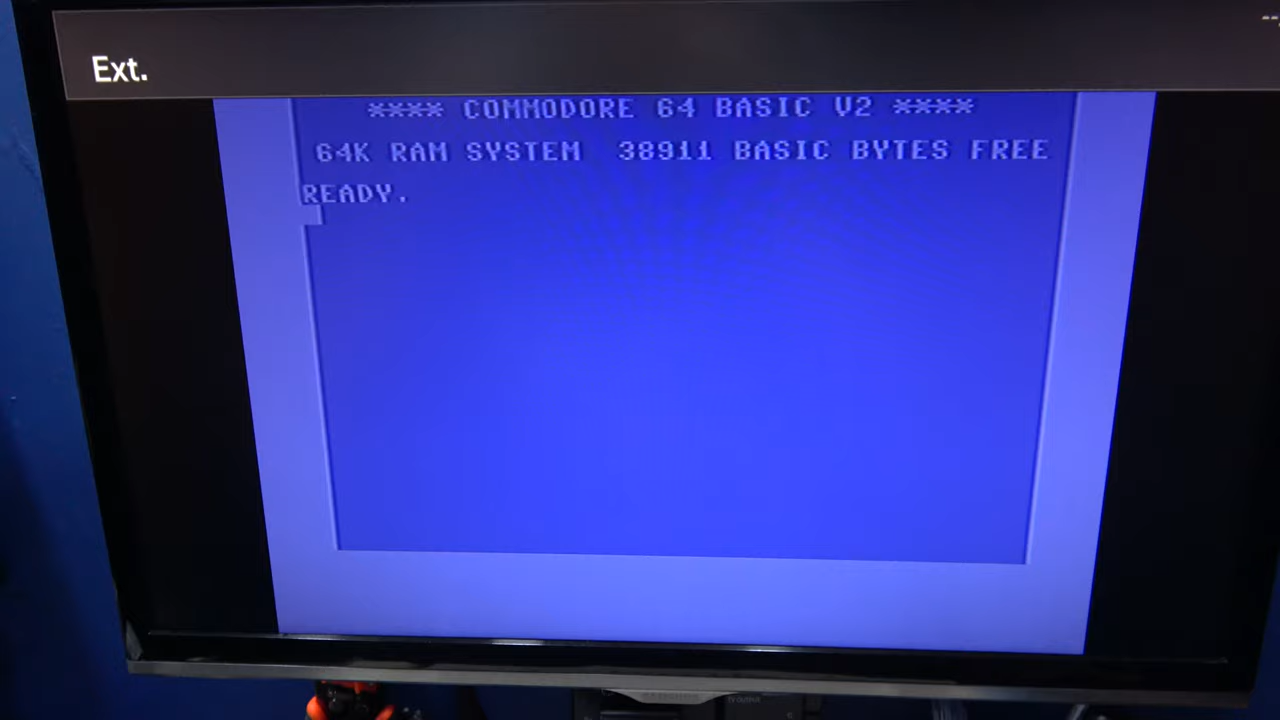 Ext.
**** COMMODORE 64 BASIC V2 ****
64K RAM SYSTEM  38911 BASIC BYTES FREE
READY.